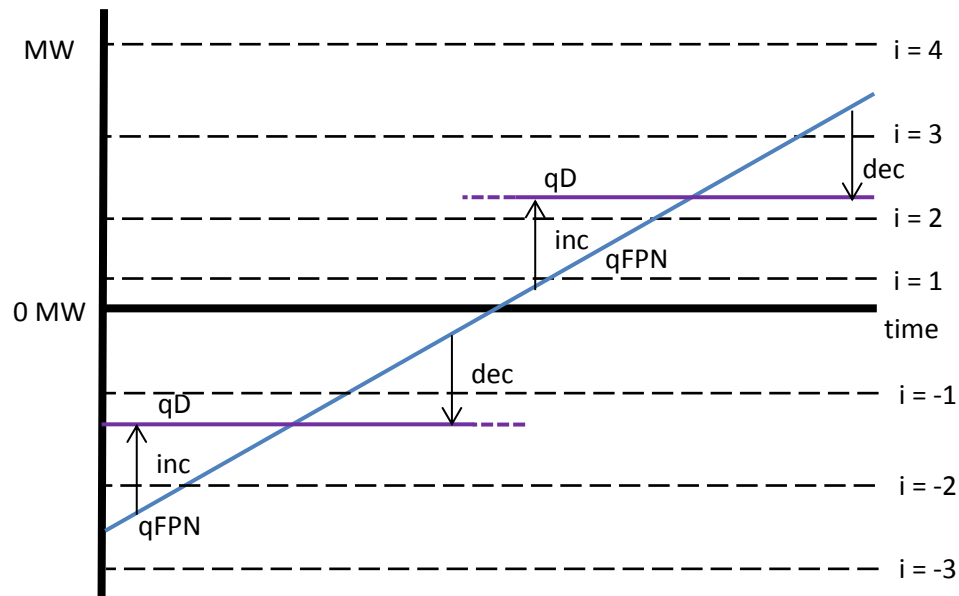 MW
i = 4
i = 3
dec
qD
i = 2
inc
qFPN
i = 1
0 MW
time
dec
i = -1
qD
inc
i = -2
qFPN
i = -3